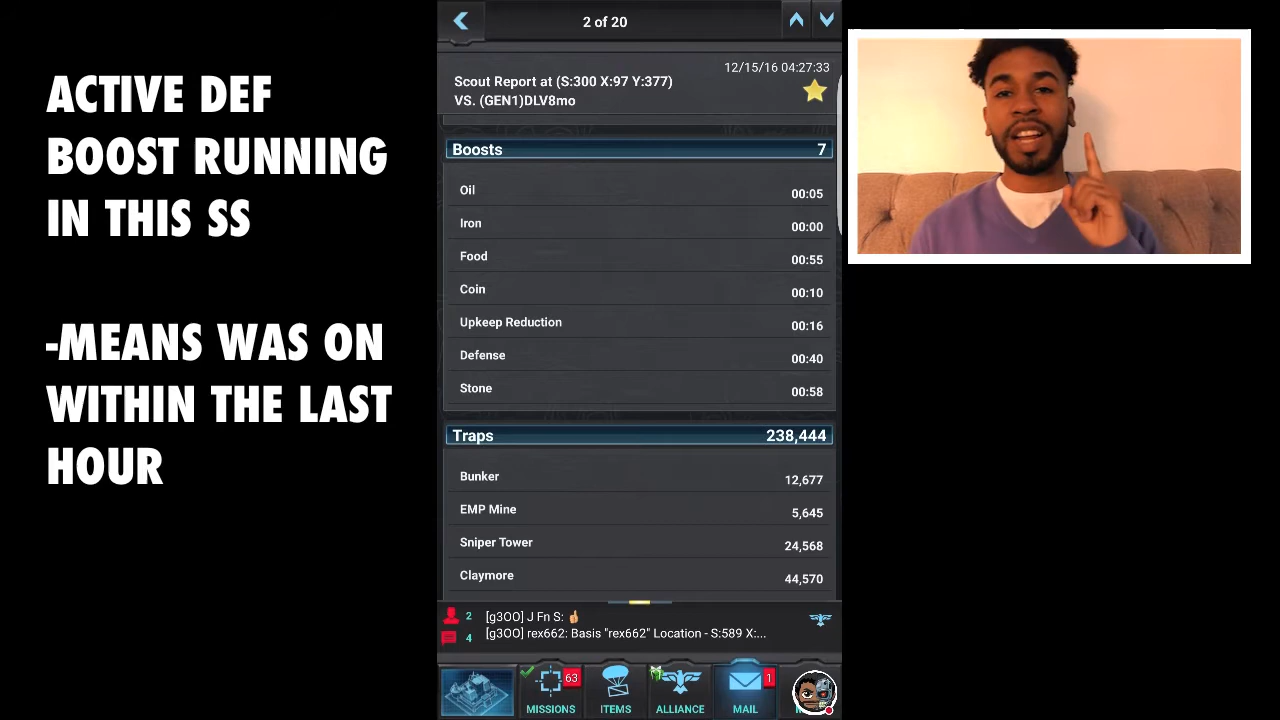 ACTIVE DEF
BOOST RUNNING
IN THIS SS
-MEANS WAS ON
WITHIN THE LAST
HOUR
2 of 20
12/15/16 04:27:33
Scout Report at (S:300 X:97 Y:377)
VS. (GEN1)DLV8mo
Boosts 7
Oil 00:05
Iron 00:00
Food 00:55
Coin 00:10
Upkeep Reduction 00:16
Defense 00:40
Stone 00:58
Traps 238,444
Bunker 12,677
EMP Mine 5,645
Sniper Tower 24,568
Claymore 44,570
2 [g3OO] J Fn S: ☝
4 [g3OO] rex662: Basis "rex662" Location - S:589 X:...
63 1
MISSIONS ITEMS ALLIANCE MAIL